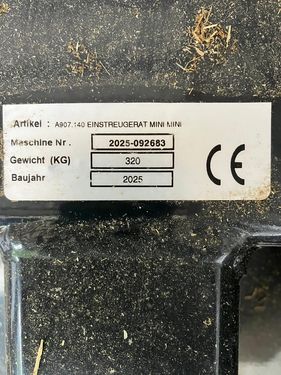 Artikel : A907.140 EINSTREUGERAT MINI MINI
Maschine Nr. 2025-092683
Gewicht (KG) 320
Baujahr 2025
CE